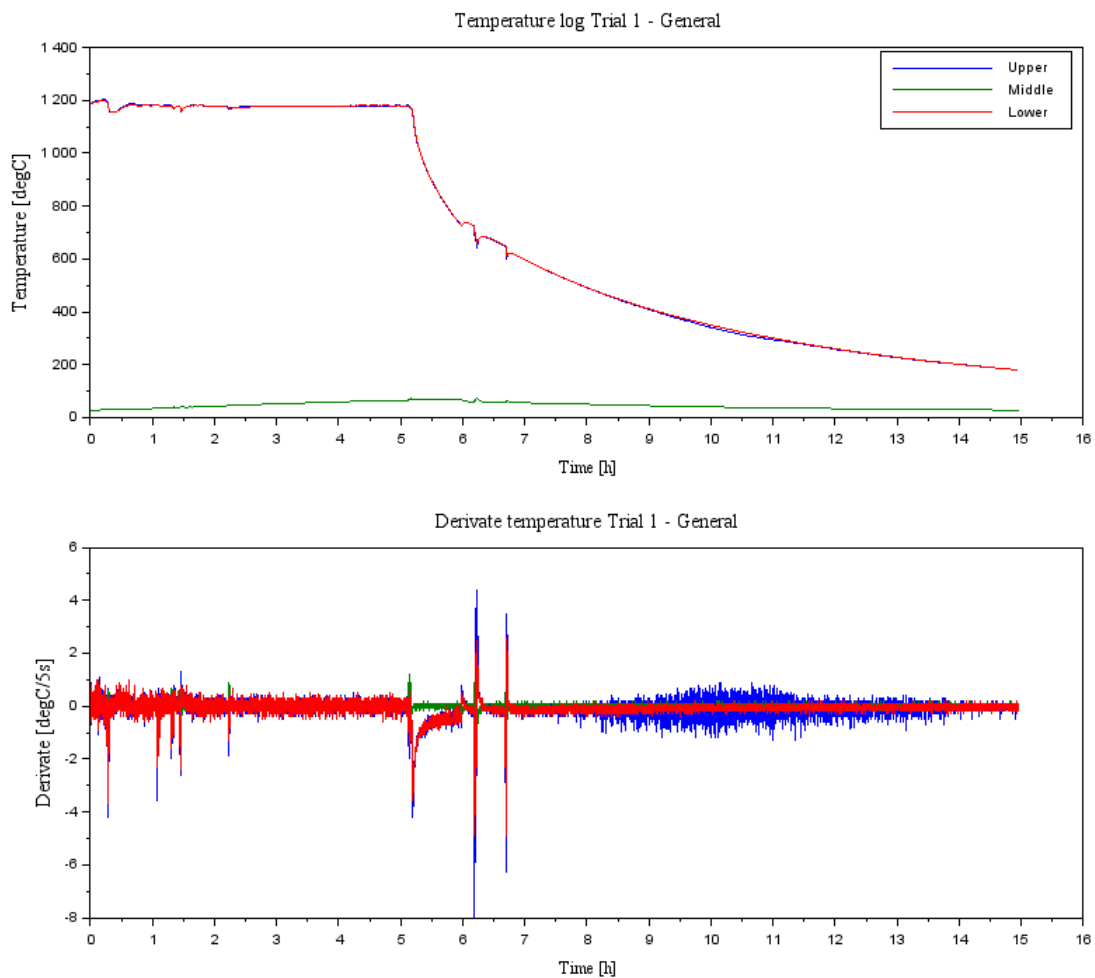 Temperature log Trial 1 - General
1 400
1 200
1 000
800
600
400
200
0
Temperature [degC]
Upper
Middle
Lower
0 1 2 3 4 5 6 7 8 9 10 11 12 13 14 15 16
Time [h]
Derivate temperature Trial 1 - General
6
4
2
0
-2
-4
-6
-8
Derivate [degC/5s]
0 1 2 3 4 5 6 7 8 9 10 11 12 13 14 15 16
Time [h]